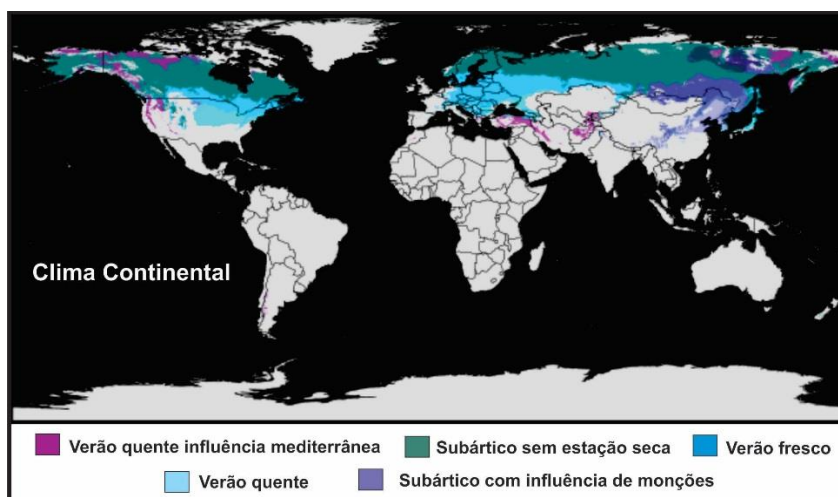 Clima Continental
Verão quente influência mediterrânea
Subártico sem estação seca
Verão fresco
Verão quente
Subártico com influência de monções